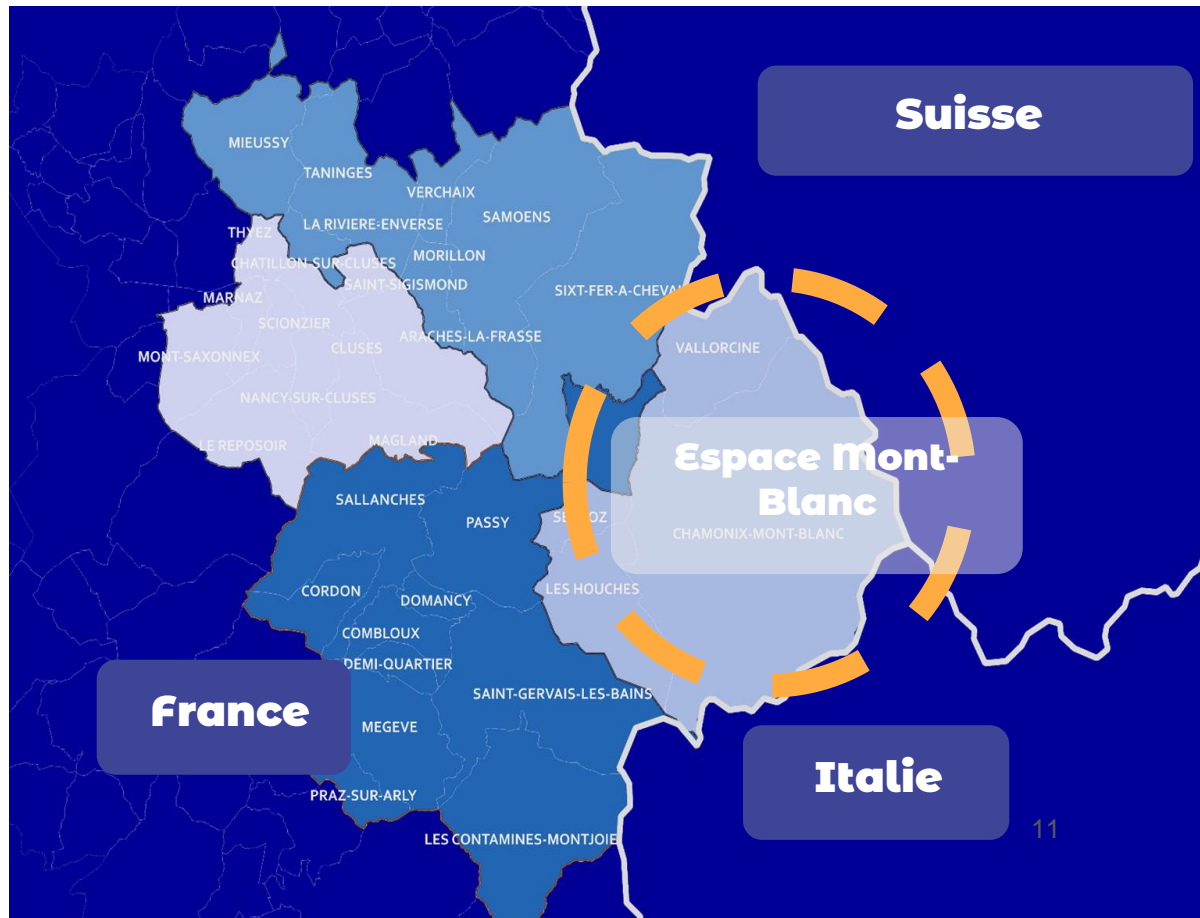 Suisse
MIEUSSY
TANINGES
VERCHAIX
LA RIVIERE-ENVERSE
SAMOENS
THYEZ
CHATILLON-SUR-CLUSES
MORILLON
SAINT-SIGISMOND
SIXT-FER-A-CHEVAL
MARNAZ
SCIONZIER
ARACHES-LA-FRASSE
CLUSES
MONT-SAXONNEX
VALLORCINE
NANCY-SUR-CLUSES
LE REPOSOIR
MAGLAND
Espace Mont-
Blanc
SALLANCHES
PASSY
CHAMONIX-MONT-BLANC
CORDON
DOMANCY
LES HOUCHES
COMBLOUX
DEMI-QUARTIER
SAINT-GERVAIS-LES-BAINS
France
MEGEVE
Italie
PRAZ-SUR-ARLY
11
LES CONTAMINES-MONTJOIE